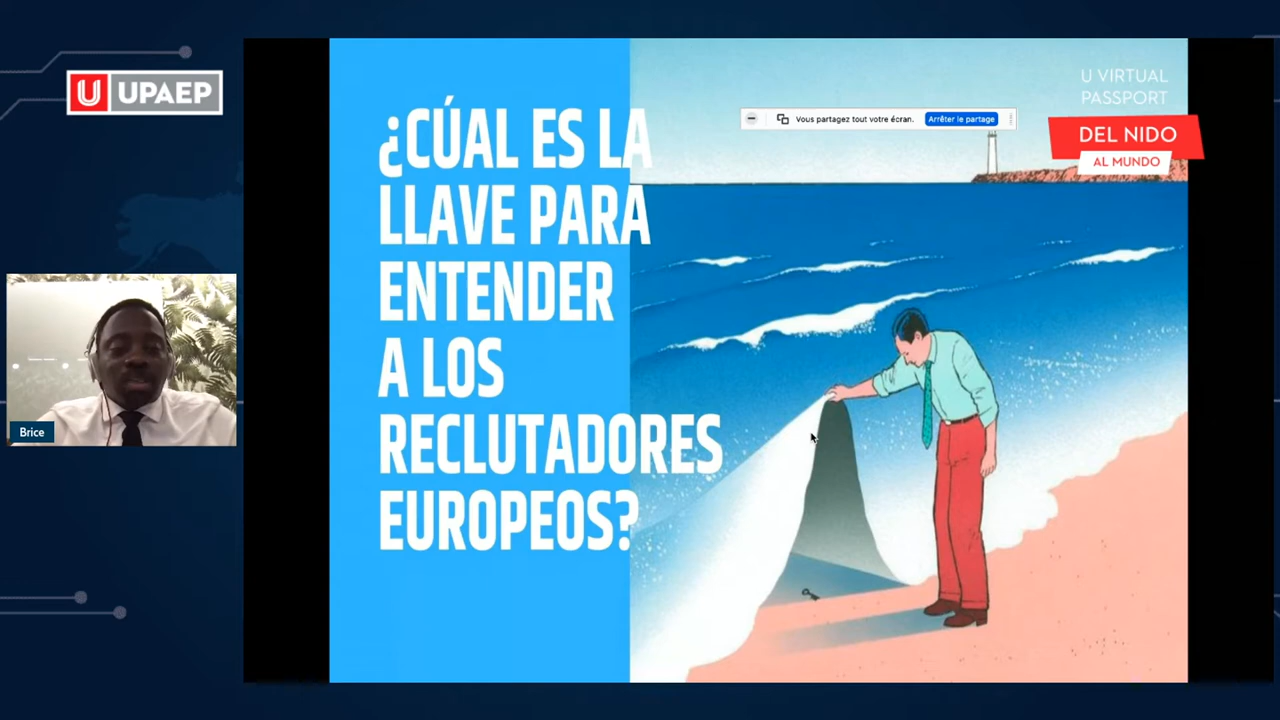 U UPAEP
¿CÚAL ES LA
LLAVE PARA
ENTENDER
A LOS
RECLUTADORES
EUROPEOS?
Vous partagez tout votre écran.
Arrêter le partage
U VIRTUAL
PASSPORT
DEL NIDO
AL MUNDO
Brice